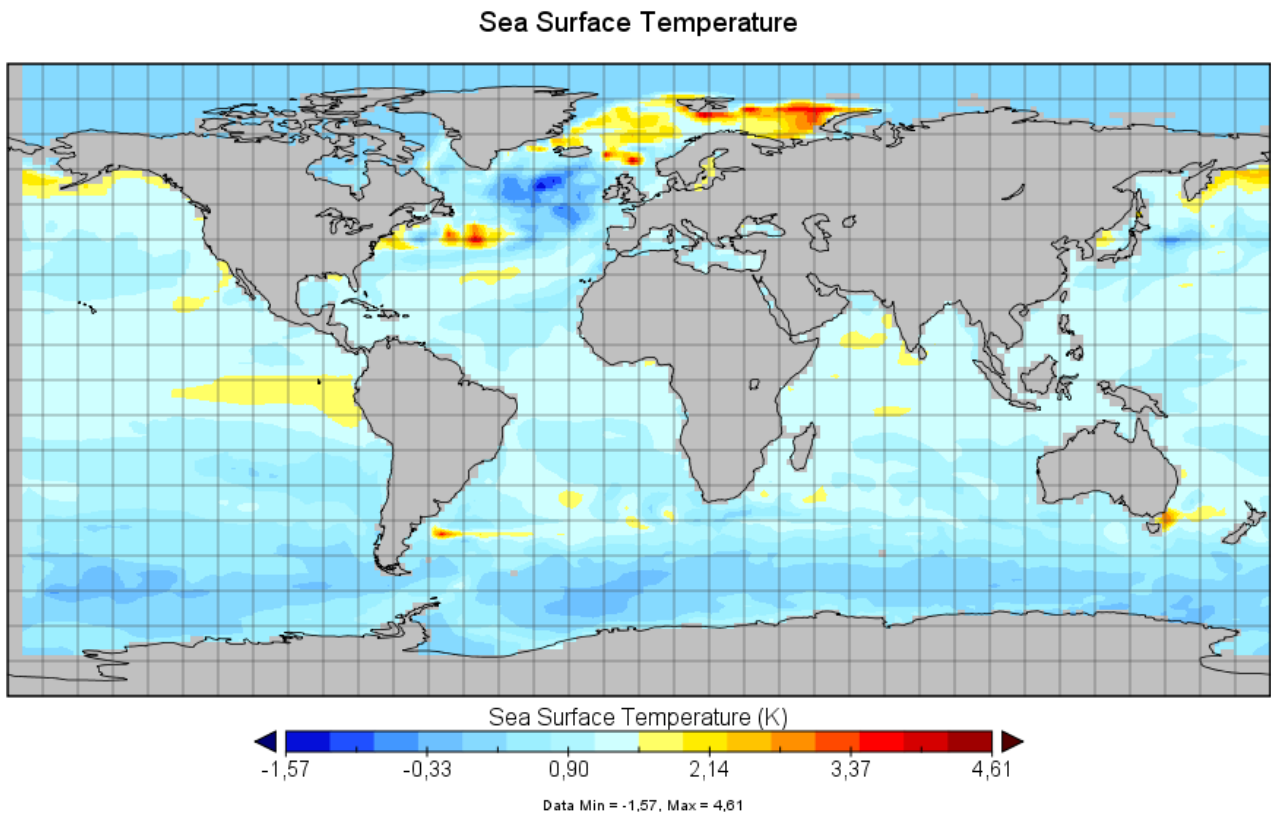 Sea Surface Temperature
Sea Surface Temperature (K)
-1,57 -0,33 0,90 2,14 3,37 4,61
Data Min = -1,57, Max = 4,61